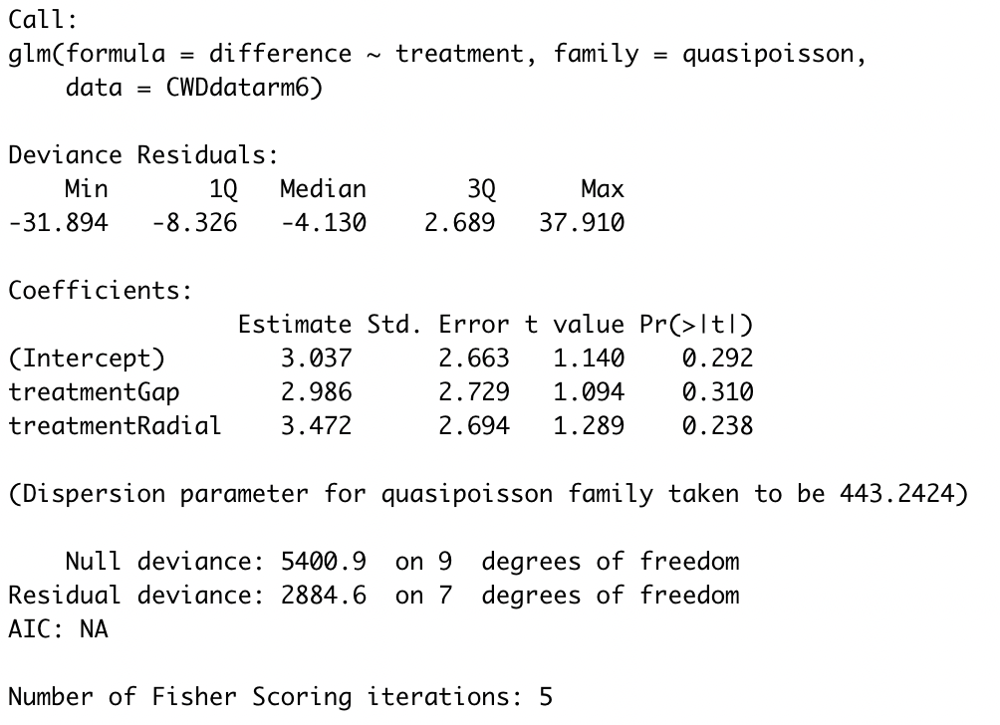 Call:
glm(formula = difference ~ treatment, family = quasipoisson,
    data = CWDdatarm6)

Deviance Residuals:
    Min       1Q   Median       3Q      Max
-31.894   -8.326   -4.130    2.689   37.910

Coefficients:
                Estimate Std. Error t value Pr(>|t|)
(Intercept)        3.037      2.663   1.140    0.292
treatmentGap       2.986      2.729   1.094    0.310
treatmentRadial    3.472      2.694   1.289    0.238

(Dispersion parameter for quasipoisson family taken to be 443.2424)

    Null deviance: 5400.9  on 9  degrees of freedom
Residual deviance: 2884.6  on 7  degrees of freedom
AIC: NA

Number of Fisher Scoring iterations: 5